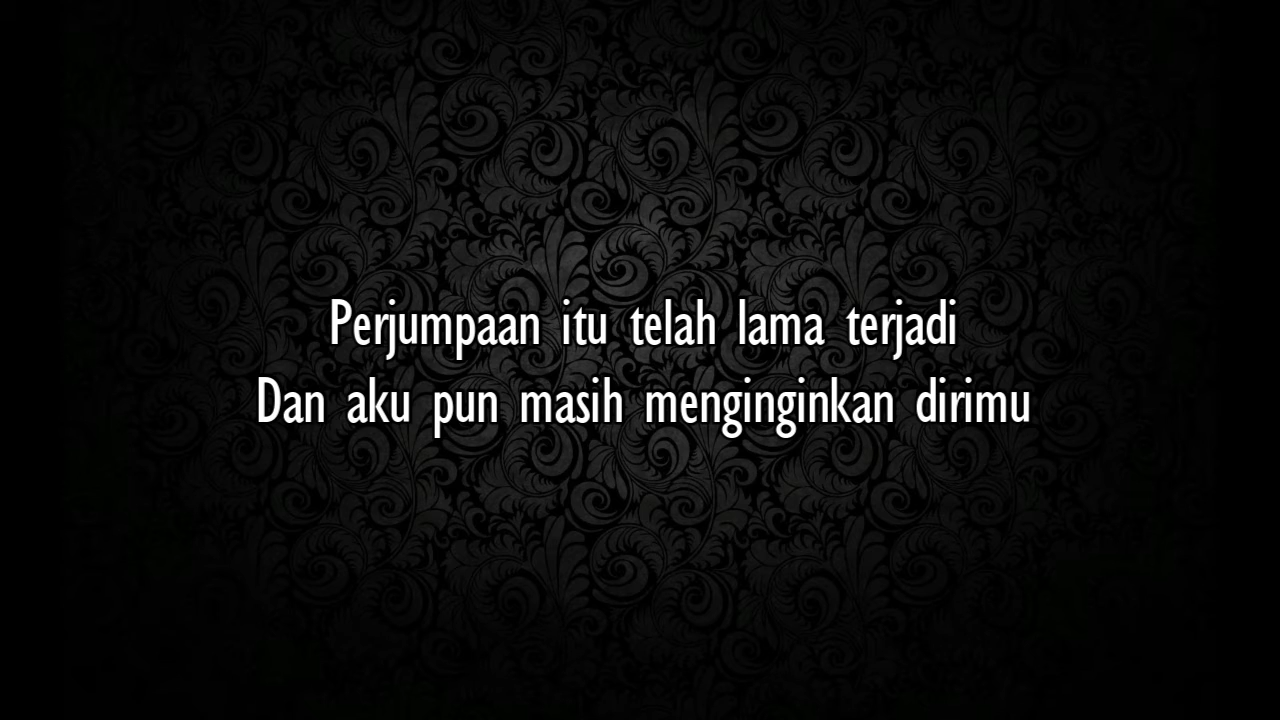 Perjumpaan itu telah lama terjadi
Dan aku pun masih menginginkan dirimu